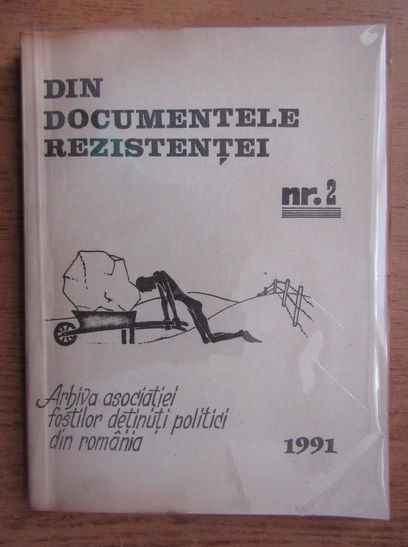 DIN
DOCUMENTELE
REZISTENȚEI
nr. 2
Arhiva asociației
foștilor deținuți politici
din românia
1991